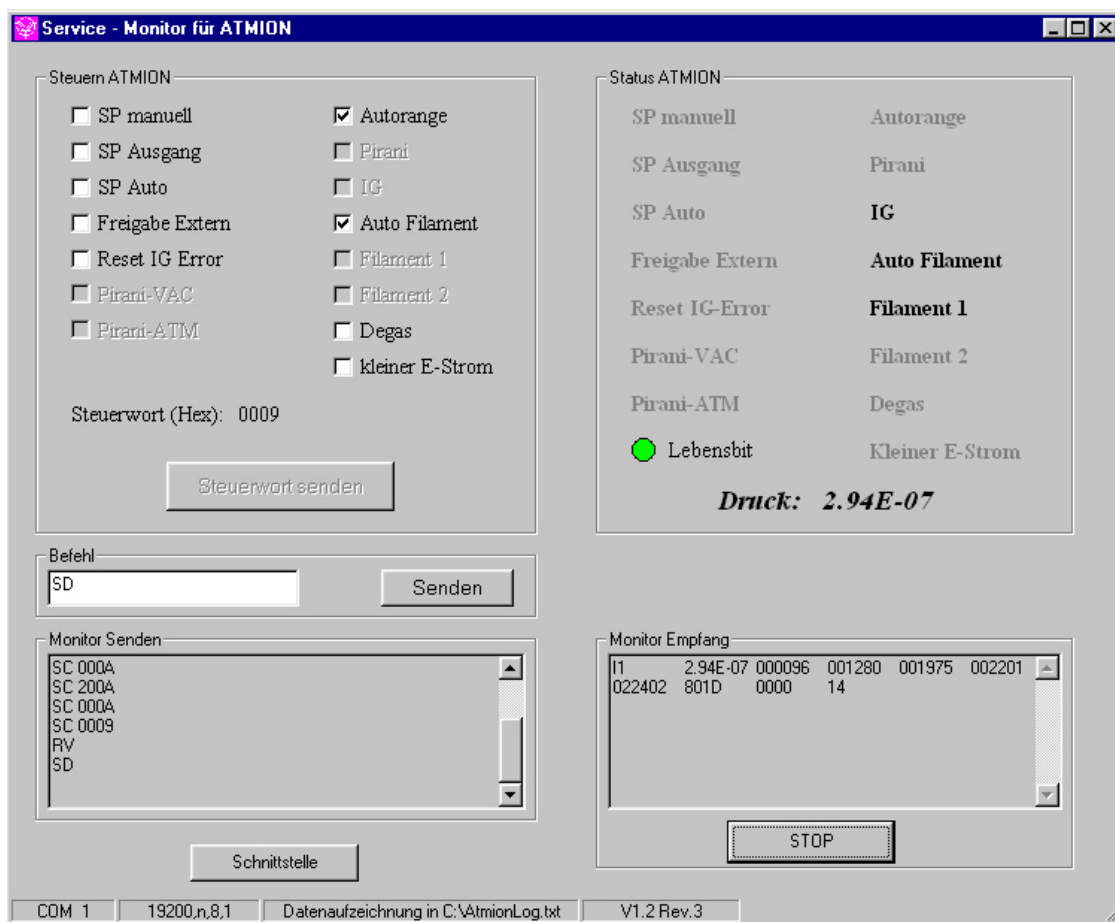 Service - Monitor für ATMION
Steuern ATMION
SP manuell
SP Ausgang
SP Auto
Freigabe Extern
Reset IG Error
Pirani-VAC
Pirani-ATM
Autorange
Pirani
IG
Auto Filament
Filament 1
Filament 2
Degas
kleiner E-Strom
Steuerwort (Hex): 0009
Steuerwort senden
Status ATMION
SP manuell
SP Ausgang
SP Auto
Freigabe Extern
Reset IG-Error
Pirani-VAC
Pirani-ATM
Lebensbit
Autorange
Pirani
IG
Auto Filament
Filament 1
Filament 2
Degas
Kleiner E-Strom
Druck: 2.94E-07
Befehl
SD
Senden
Monitor Senden
SC 000A
SC 200A
SC 000A
SC 0009
RV
SD
Monitor Empfang
I1 2.94E-07 000096 001280 001975 002201
022402 801D 0000 14
STOP
Schnittstelle
COM 1 19200,n,8,1 Datenaufzeichnung in C:\AtmionLog.txt V1.2 Rev.3